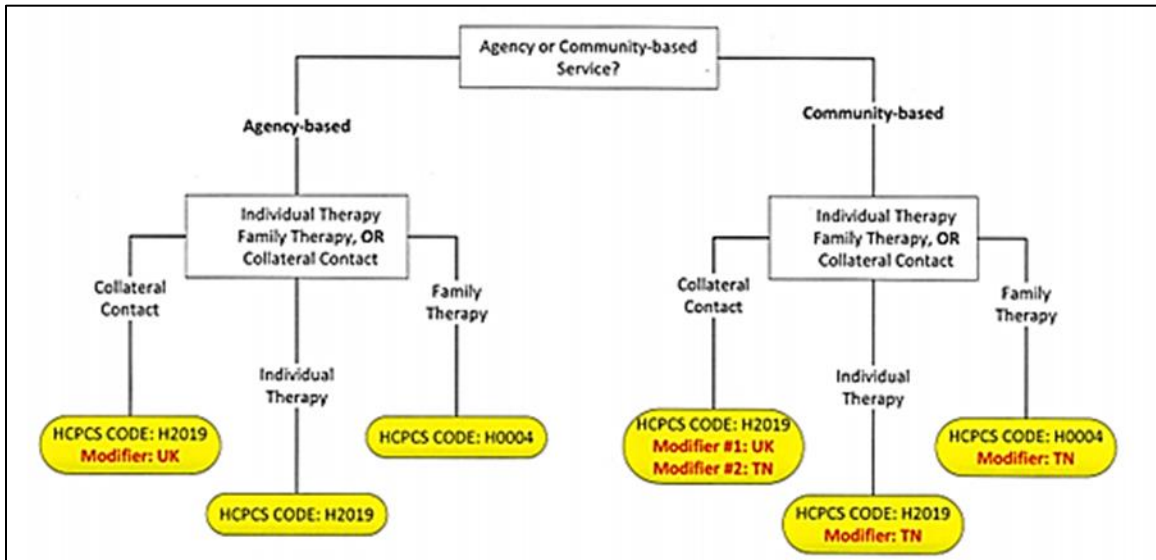 Agency or Community-based
Service?
Agency-based
Community-based
Individual Therapy
Family Therapy, OR
Collateral Contact
Individual Therapy
Family Therapy, OR
Collateral Contact
Collateral
Contact
Family
Therapy
Individual
Therapy
Collateral
Contact
Family
Therapy
Individual
Therapy
HCPCS CODE: H2019
Modifier: UK
HCPCS CODE: H0004
HCPCS CODE: H2019
HCPCS CODE: H2019
Modifier #1: UK
Modifier #2: TN
HCPCS CODE: H0004
Modifier: TN
HCPCS CODE: H2019
Modifier: TN